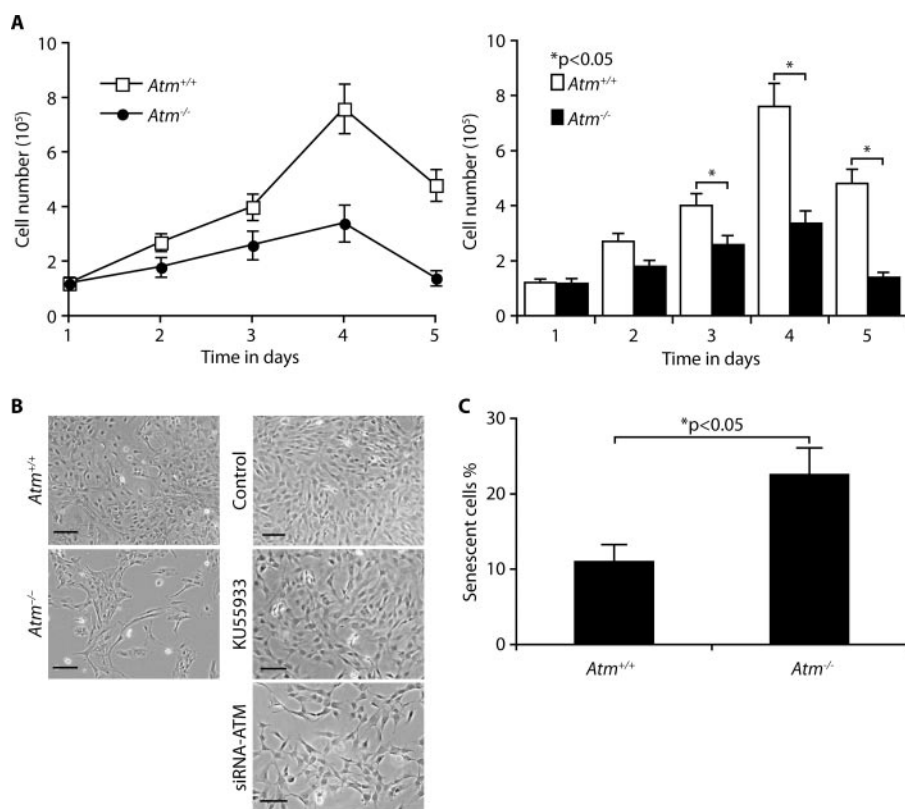 A
10
8
6
4
2
0
Cell number (10⁵)
Atm⁺/⁺
Atm⁻/⁻
1 2 3 4 5
Time in days
10
8
6
4
2
0
Cell number (10⁵)
*p<0.05
Atm⁺/⁺
Atm⁻/⁻
*
*
*
1 2 3 4 5
Time in days
B
Atm⁺/⁺
Atm⁻/⁻
Control
KU55933
siRNA-ATM
C
30
20
10
0
Senescent cells %
*p<0.05
Atm⁺/⁺ Atm⁻/⁻